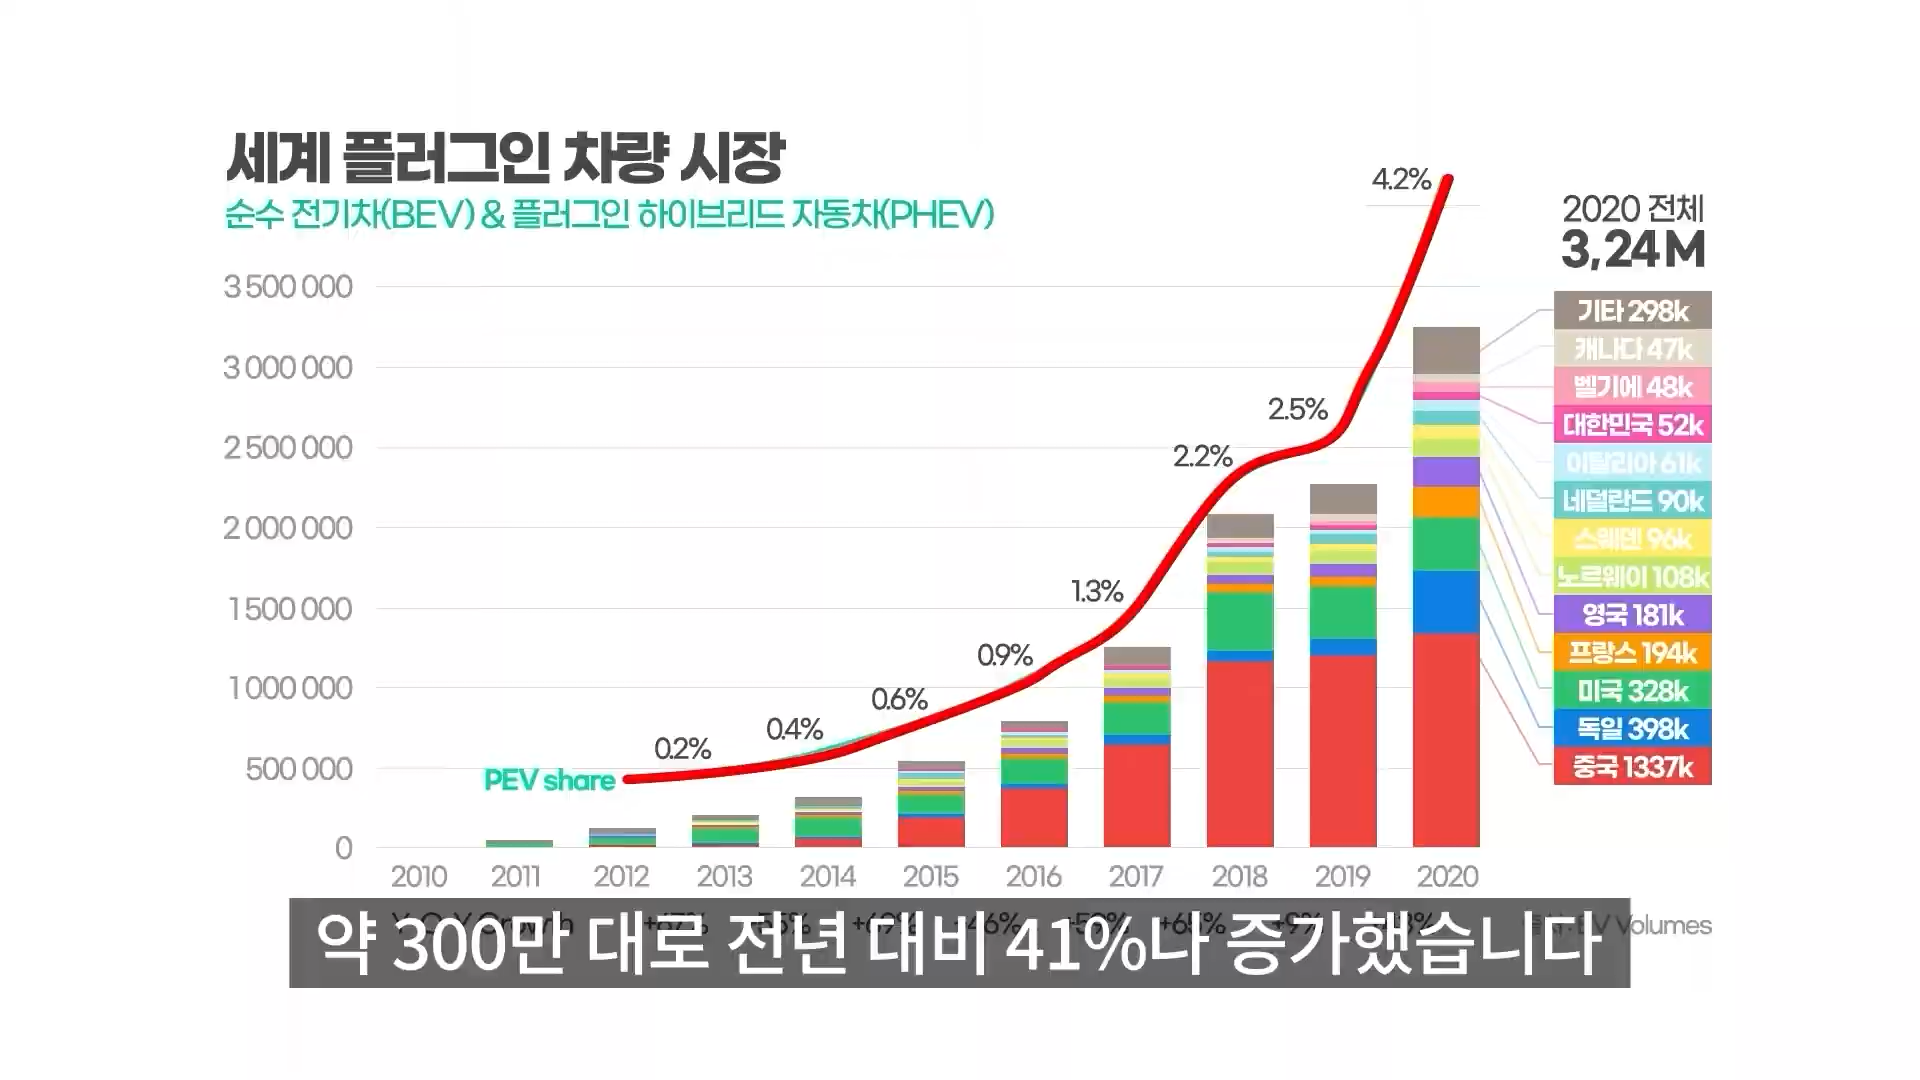 세계 플러그인 차량 시장
순수 전기차(BEV) & 플러그인 하이브리드 자동차(PHEV)
4.2%
2020 전체
3,24M
3 500 000
3 000 000
2 500 000
2 000 000
1 500 000
1 000 000
500 000
0
2.5%
2.2%
1.3%
0.9%
0.6%
0.4%
0.2%
PEV share
기타 298k
캐나다 47k
벨기에 48k
대한민국 52k
이탈리아 61k
네덜란드 90k
스웨덴 96k
노르웨이 108k
영국 181k
프랑스 194k
미국 328k
독일 398k
중국 1337k
2010 2011 2012 2013 2014 2015 2016 2017 2018 2019 2020
Volumes
약 300만 대로 전년 대비 41%나 증가했습니다